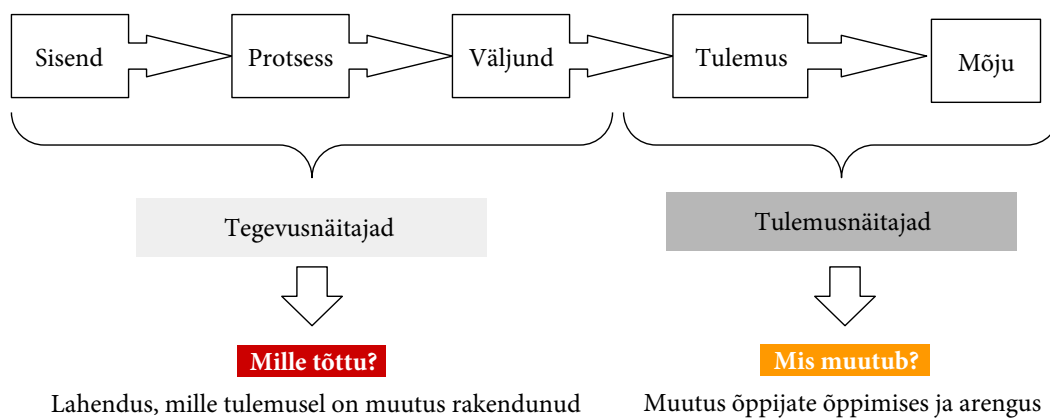 Sisend
Protsess
Väljund
Tulemus
Mõju
Tegevusnäitajad
Tulemusnäitajad
Mille tõttu?
Mis muutub?
Lahendus, mille tulemusel on muutus rakendunud
Muutus õppijate õppimises ja arengus